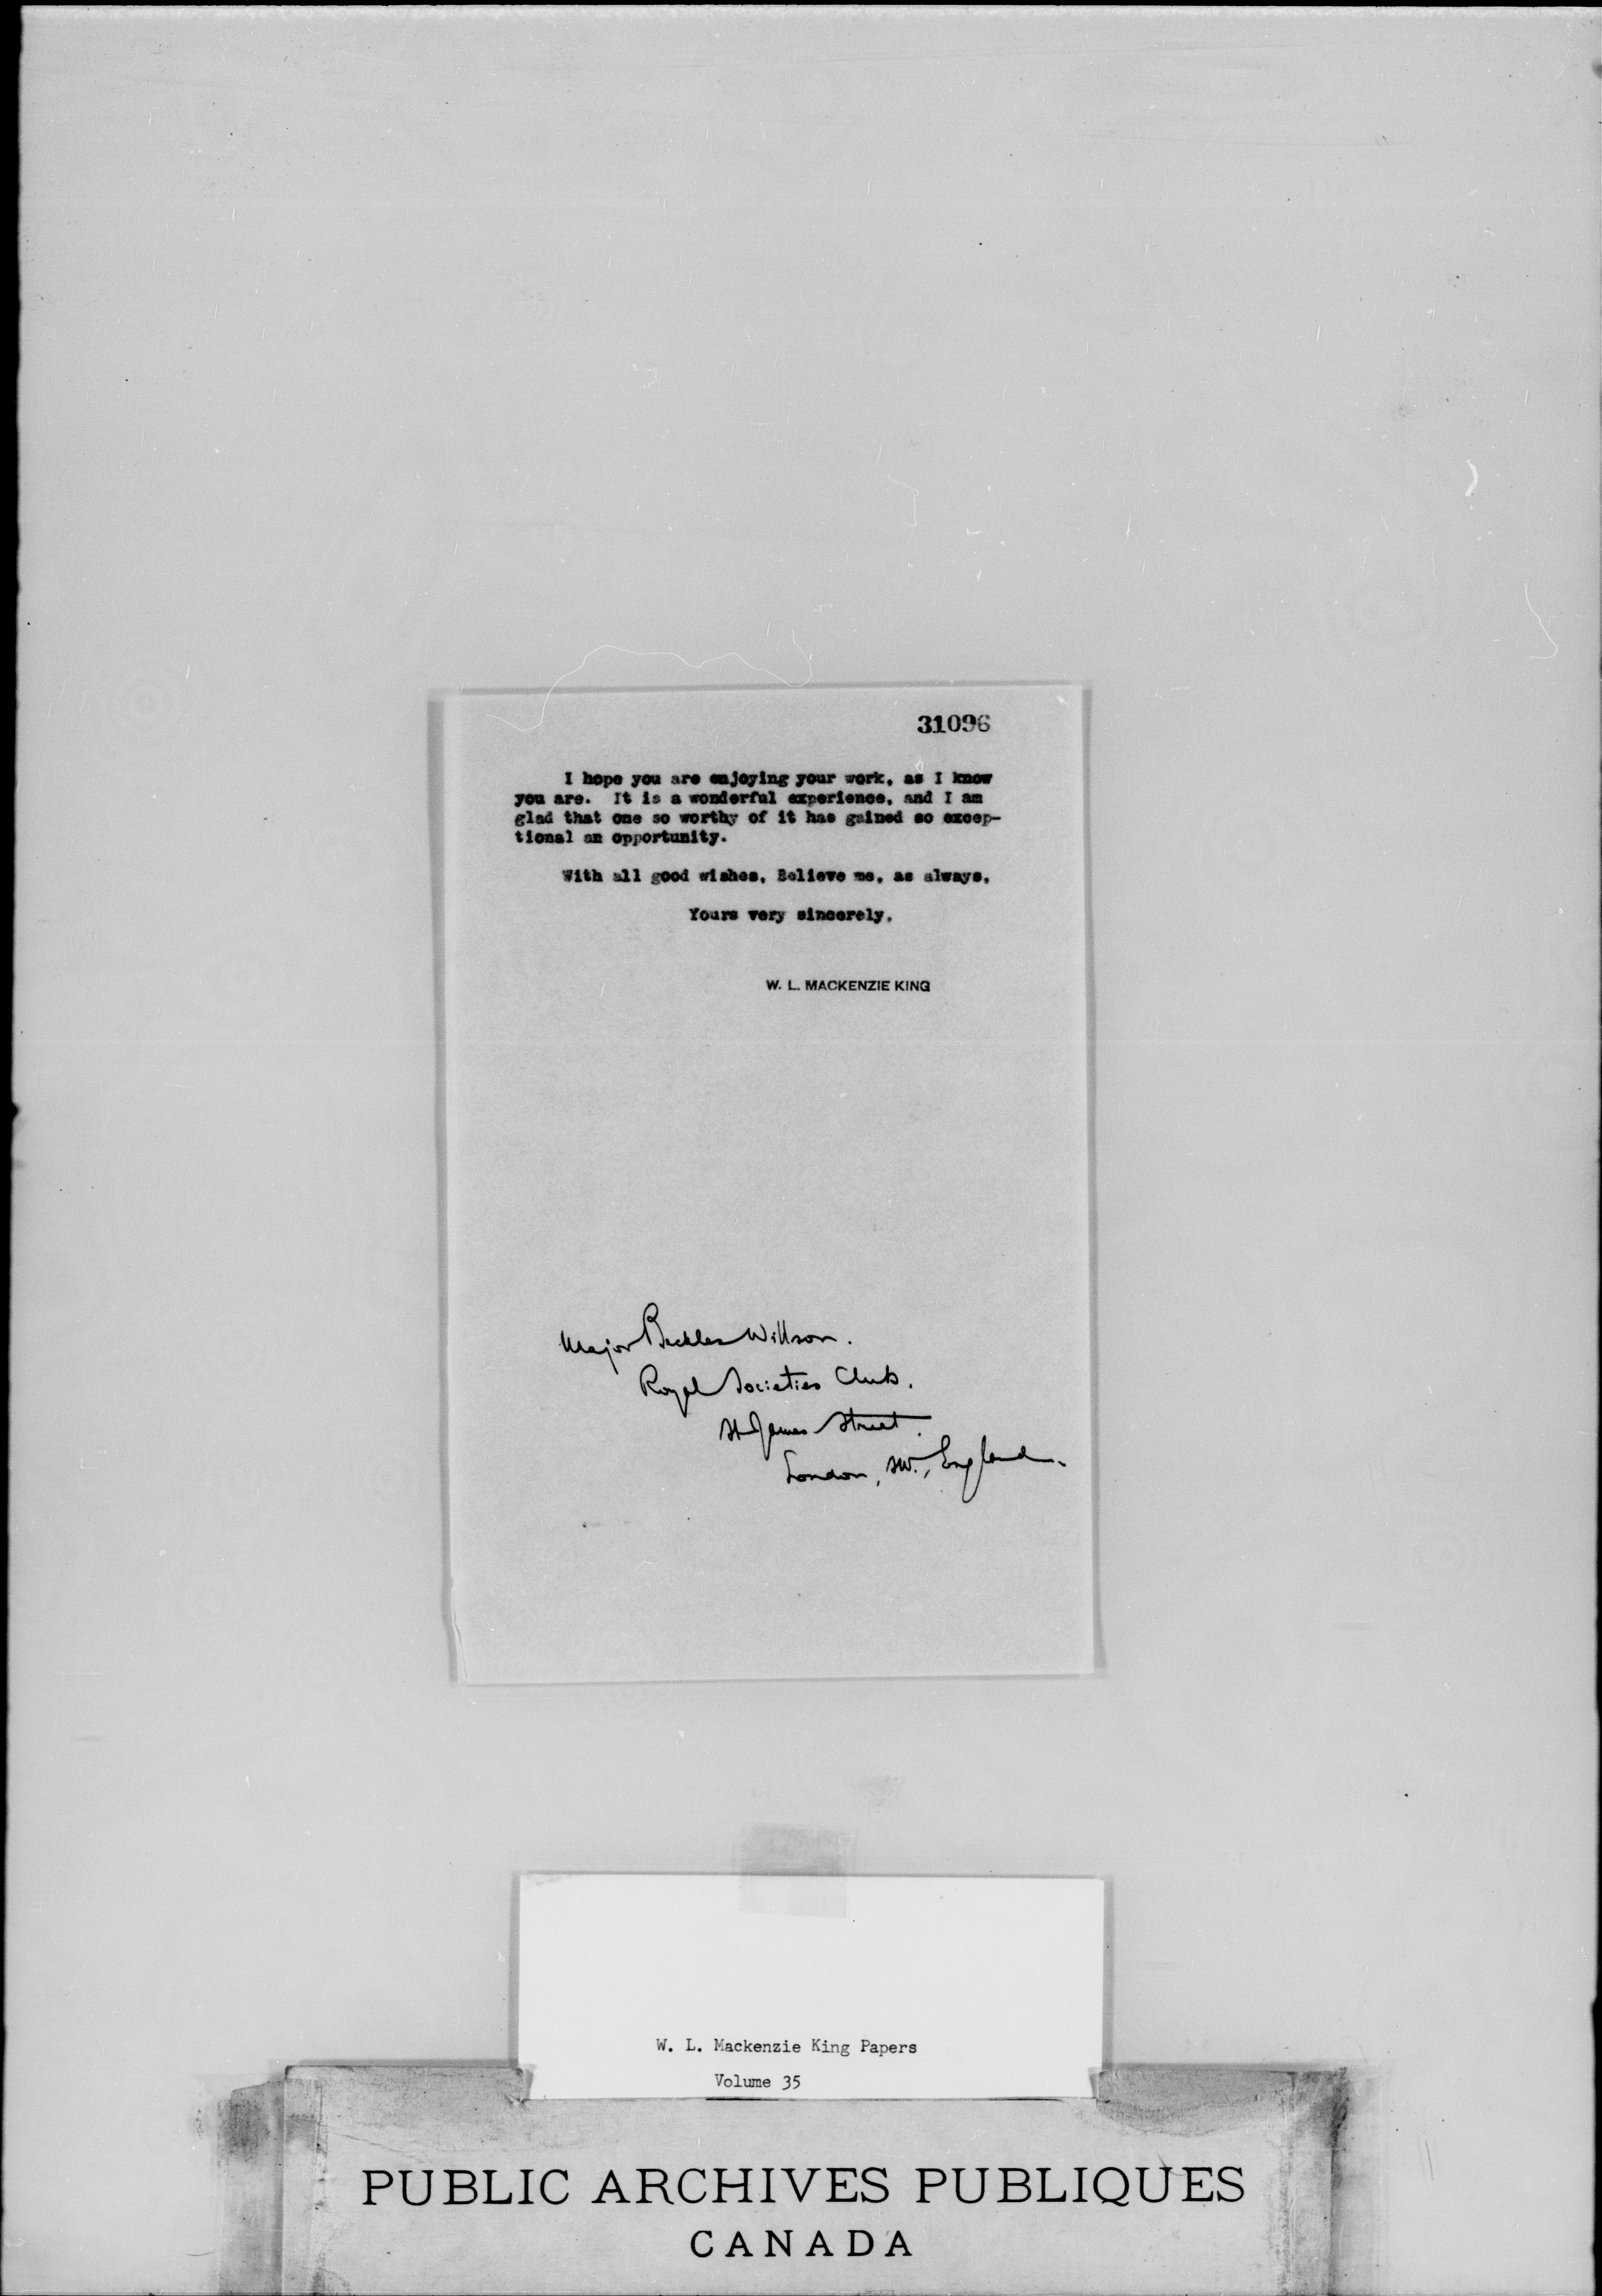 31096
I hope you are enjoying your work, as I know
you are. It is a wonderful experience, and I am
glad that one so worthy of it has gained so excep-
tional an opportunity.
With all good wishes, Believe me, as always,
Yours very sincerely,
W. L. MACKENZIE KING
Major Beckles Willson.
Royal Societies Club.
St James Street.
London, SW., England.
W. L. Mackenzie King Papers
Volume 35
PUBLIC ARCHIVES PUBLIQUES
CANADA